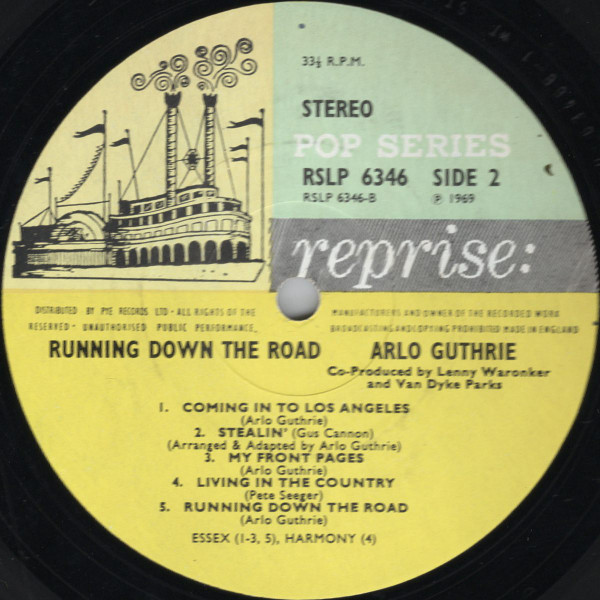 33⅓ R.P.M.
STEREO
POP SERIES
RSLP 6346 SIDE 2
RSLP 6346-B ℗ 1969
reprise:
DISTRIBUTED BY PYE RECORDS LTD · ALL RIGHTS OF THE MANUFACTURERS AND OWNER OF THE RECORDED WORK
RESERVED · UNAUTHORISED PUBLIC PERFORMANCE, BROADCASTING AND COPYING PROHIBITED MADE IN ENGLAND
RUNNING DOWN THE ROAD ARLO GUTHRIE
Co-Produced by Lenny Waronker
and Van Dyke Parks
1. COMING IN TO LOS ANGELES
(Arlo Guthrie)
2. STEALIN' (Gus Cannon)
(Arranged & Adapted by Arlo Guthrie)
3. MY FRONT PAGES
(Arlo Guthrie)
4. LIVING IN THE COUNTRY
(Pete Seeger)
5. RUNNING DOWN THE ROAD
(Arlo Guthrie)
ESSEX (1-3, 5), HARMONY (4)